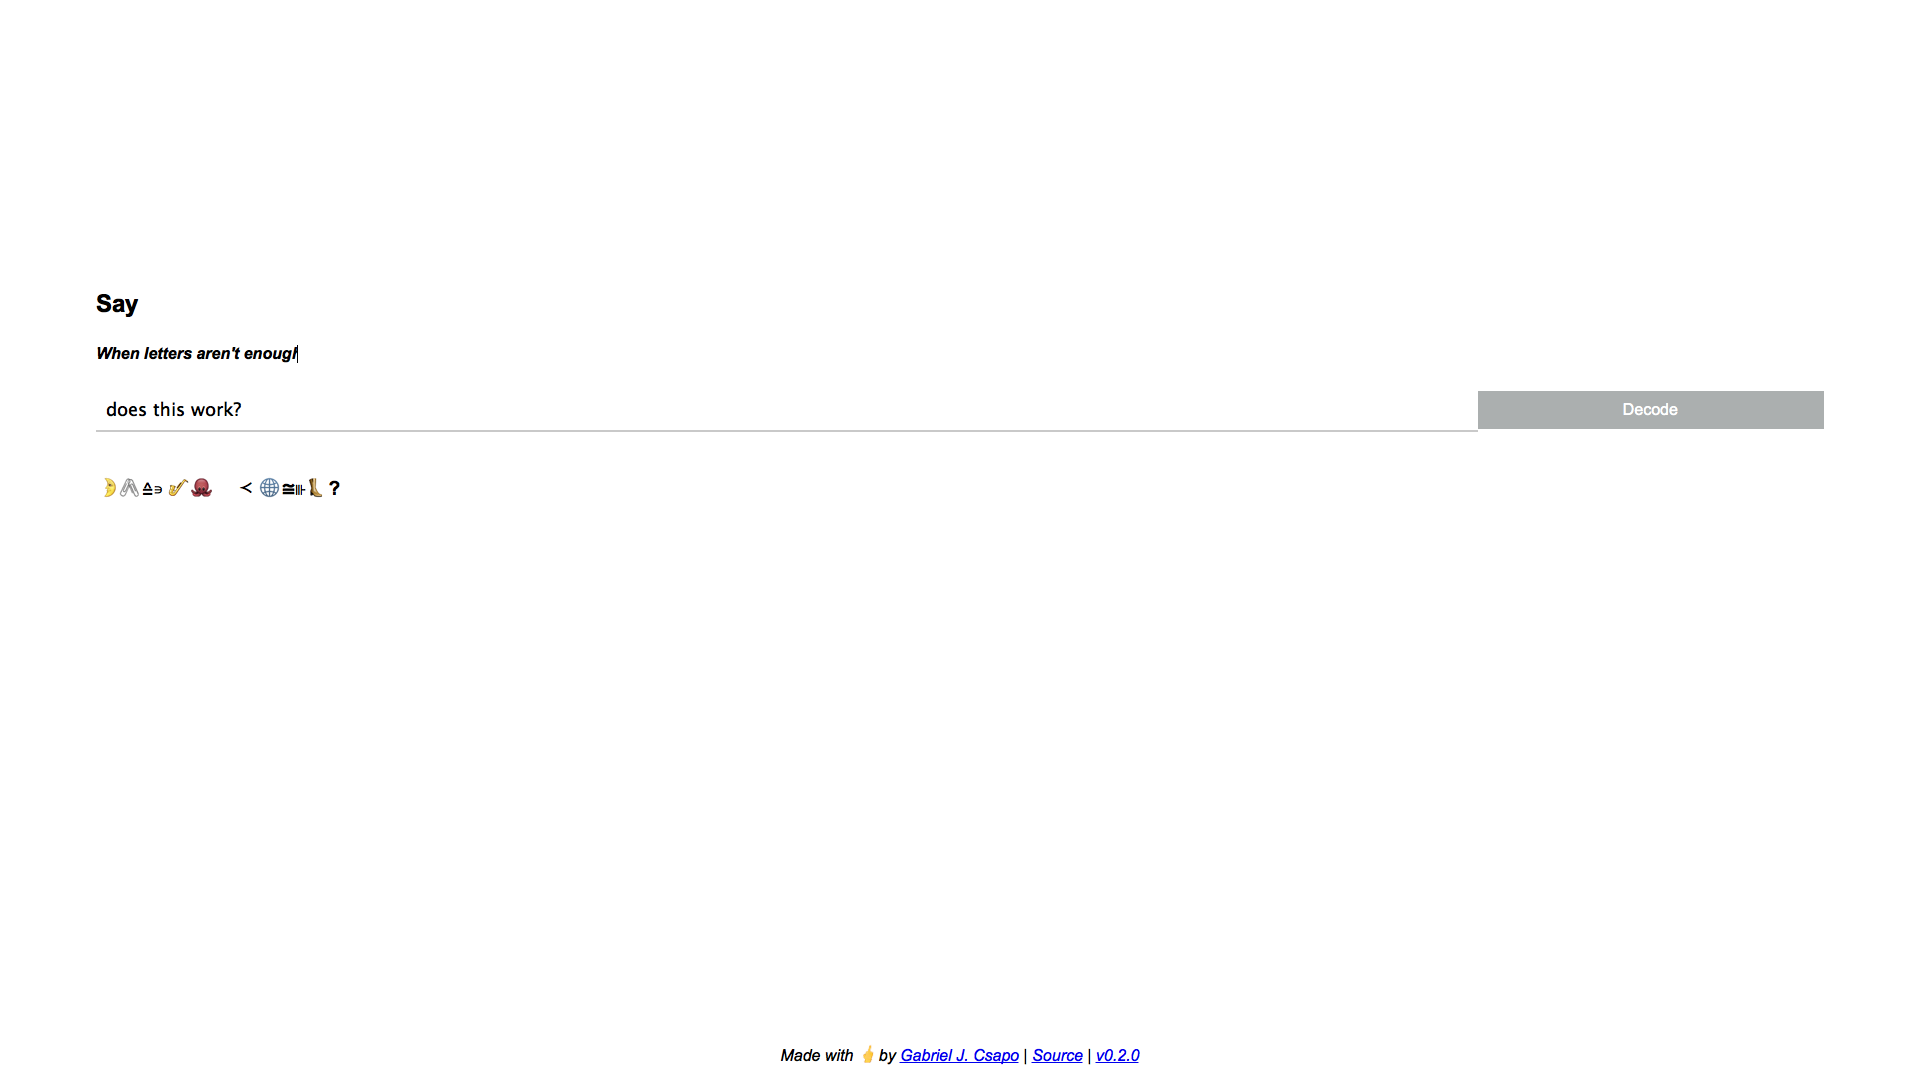 Say
When letters aren't enough
does this work?
Decode
🌛🖇≙∍🎷🐙 ≺🌐≊⊪👢?
Made with 🖕 by Gabriel J. Csapo | Source | v0.2.0